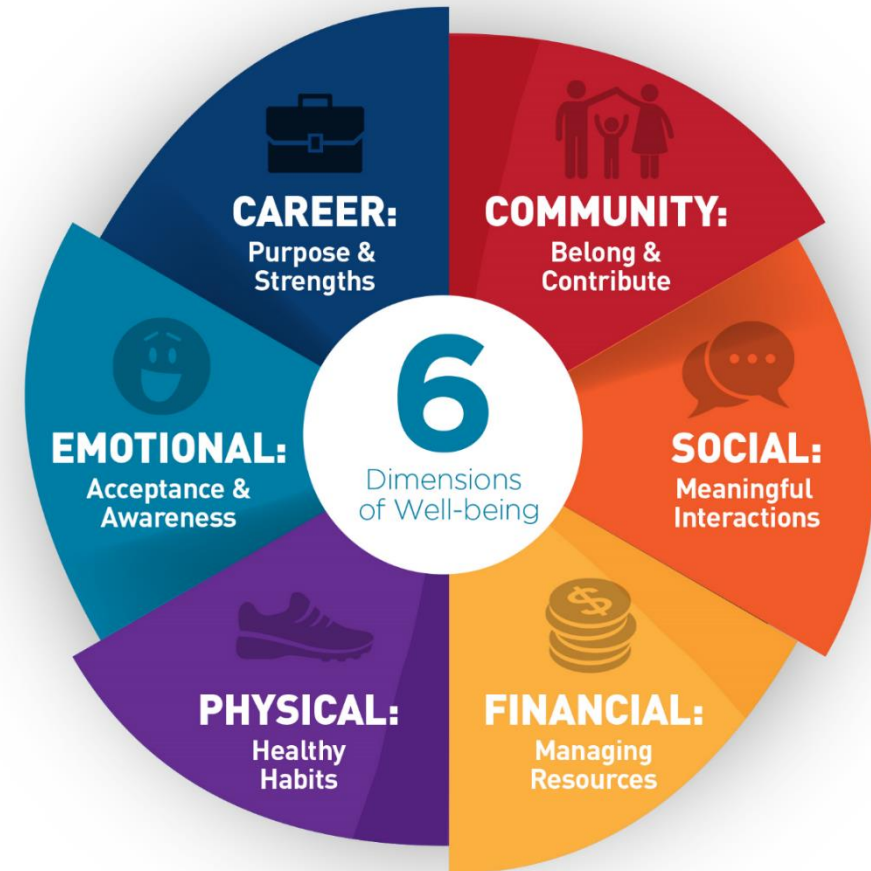 CAREER:
Purpose &
Strengths
COMMUNITY:
Belong &
Contribute
SOCIAL:
Meaningful
Interactions
FINANCIAL:
Managing
Resources
PHYSICAL:
Healthy
Habits
EMOTIONAL:
Acceptance &
Awareness
6
Dimensions
of Well-being
$